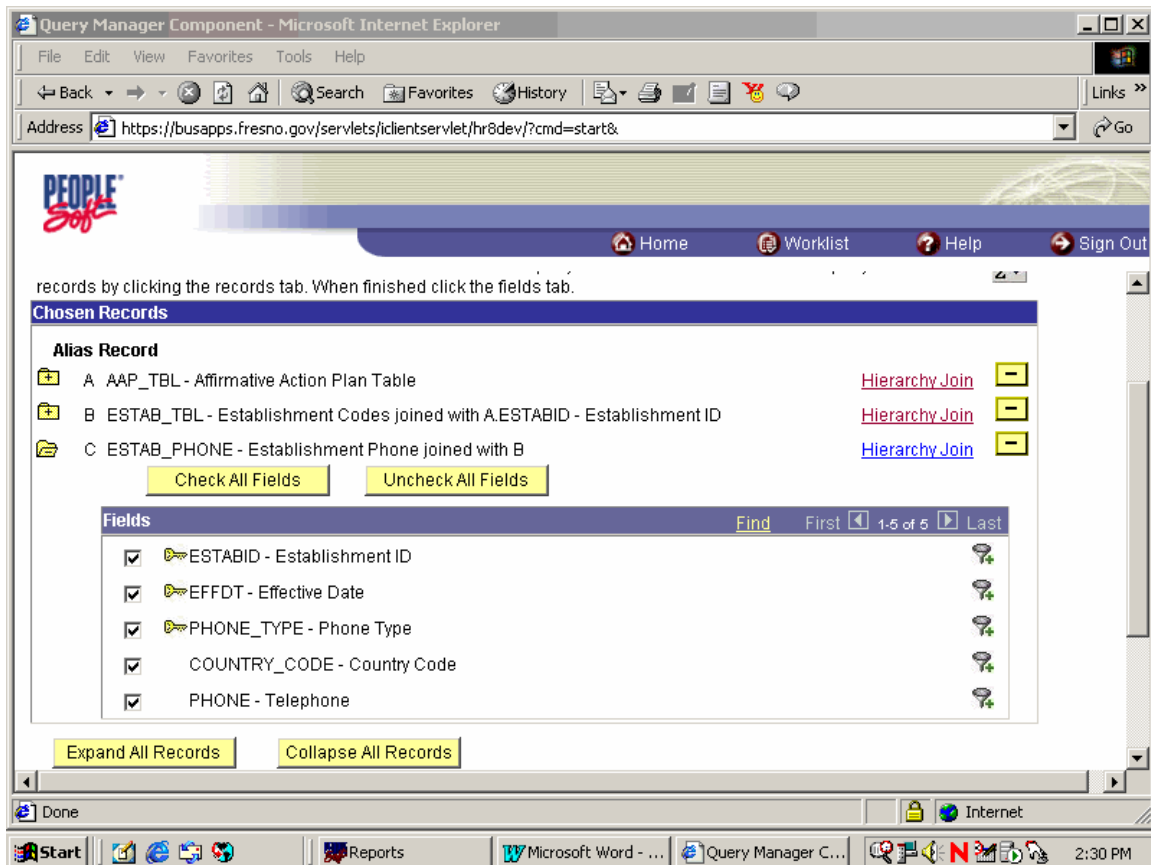 Query Manager Component - Microsoft Internet Explorer
File Edit View Favorites Tools Help
Back Search Favorites History Links »
Address https://busapps.fresno.gov/servlets/iclientservlet/hr8dev/?cmd=start& Go
PEOPLE
Soft
Home Worklist Help Sign Out
records by clicking the records tab. When finished click the fields tab.
Chosen Records
Alias Record
A AAP_TBL - Affirmative Action Plan Table Hierarchy Join
B ESTAB_TBL - Establishment Codes joined with A.ESTABID - Establishment ID Hierarchy Join
C ESTAB_PHONE - Establishment Phone joined with B Hierarchy Join
Check All Fields Uncheck All Fields
Fields Find First 1-5 of 5 Last
ESTABID - Establishment ID
EFFDT - Effective Date
PHONE_TYPE - Phone Type
COUNTRY_CODE - Country Code
PHONE - Telephone
Expand All Records Collapse All Records
Done Internet
Start Reports Microsoft Word - ... Query Manager C... N 2:30 PM